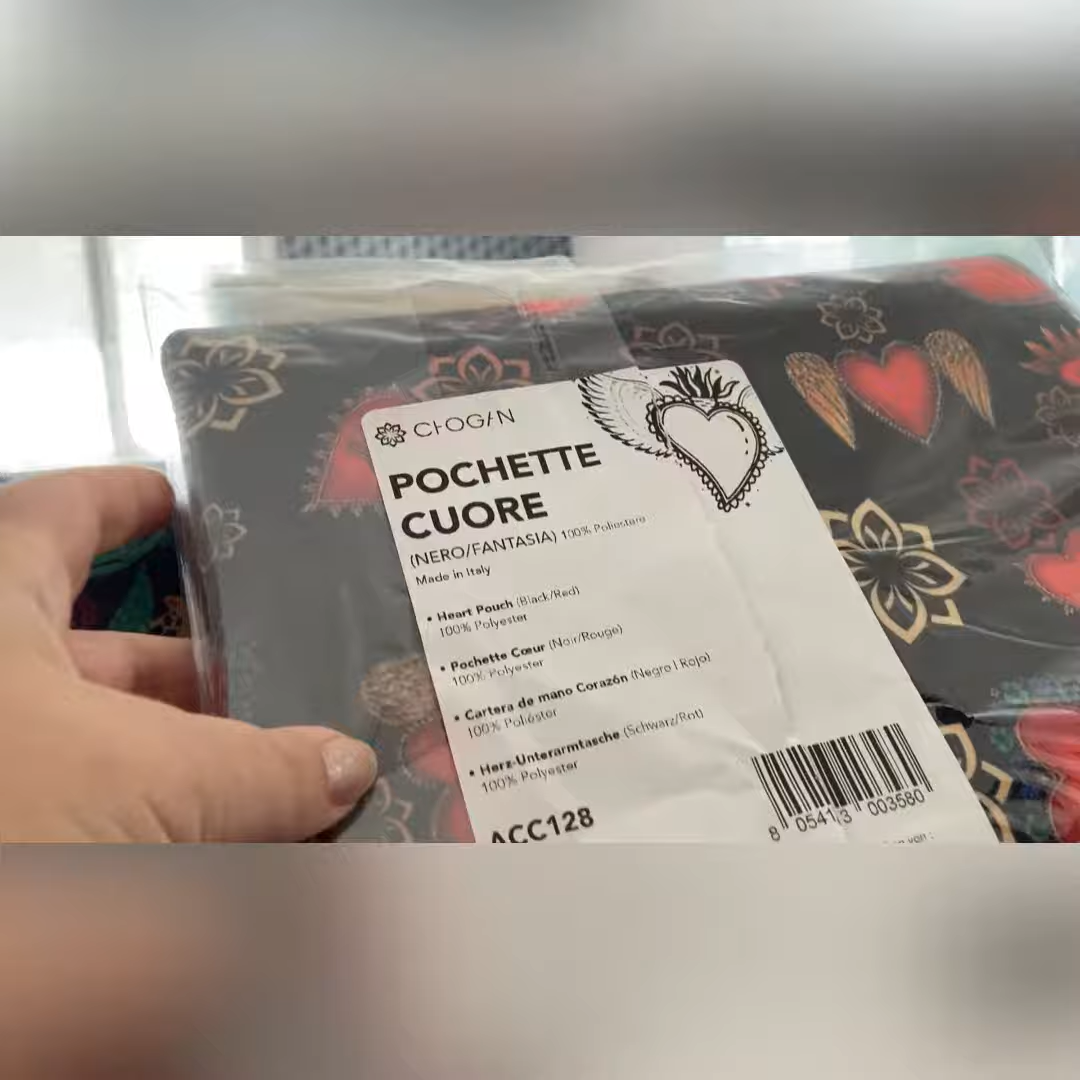 CHOGAN
POCHETTE
CUORE
(NERO/FANTASIA) 100% Poliestere
Made in Italy
• Heart Pouch (Black/Red)
100% Polyester
• Pochette Cœur (Noir/Rouge)
100% Polyester
• Cartera de mano Corazón (Negro | Rojo)
100% Poliéster
• Herz-Unterarmtasche (Schwarz/Rot)
100% Polyester
ACC128
8 054113 003580
von :